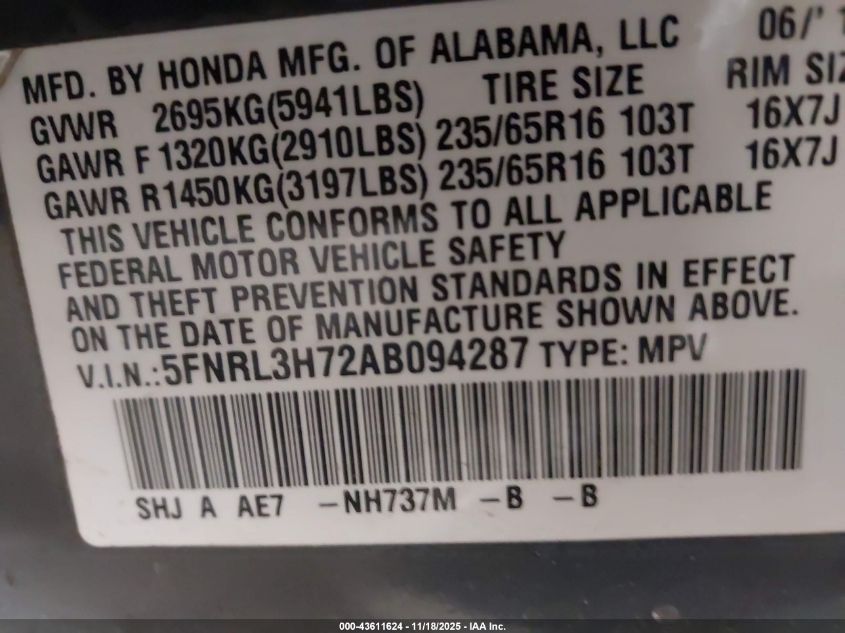 MFD. BY HONDA MFG. OF ALABAMA, LLC 06/'
GVWR 2695KG(5941LBS) TIRE SIZE RIM
GAWR F 1320KG(2910LBS) 235/65R16 103T 16X7J
GAWR R1450KG(3197LBS) 235/65R16 103T 16X7J
THIS VEHICLE CONFORMS TO ALL APPLICABLE
FEDERAL MOTOR VEHICLE SAFETY
AND THEFT PREVENTION STANDARDS IN EFFECT
ON THE DATE OF MANUFACTURE SHOWN ABOVE.
V.I.N.:5FNRL3H72AB094287 TYPE: MPV
SHJ A AE7 -NH737M -B -B
000-43611624 - 11/18/2025 - IAA Inc.